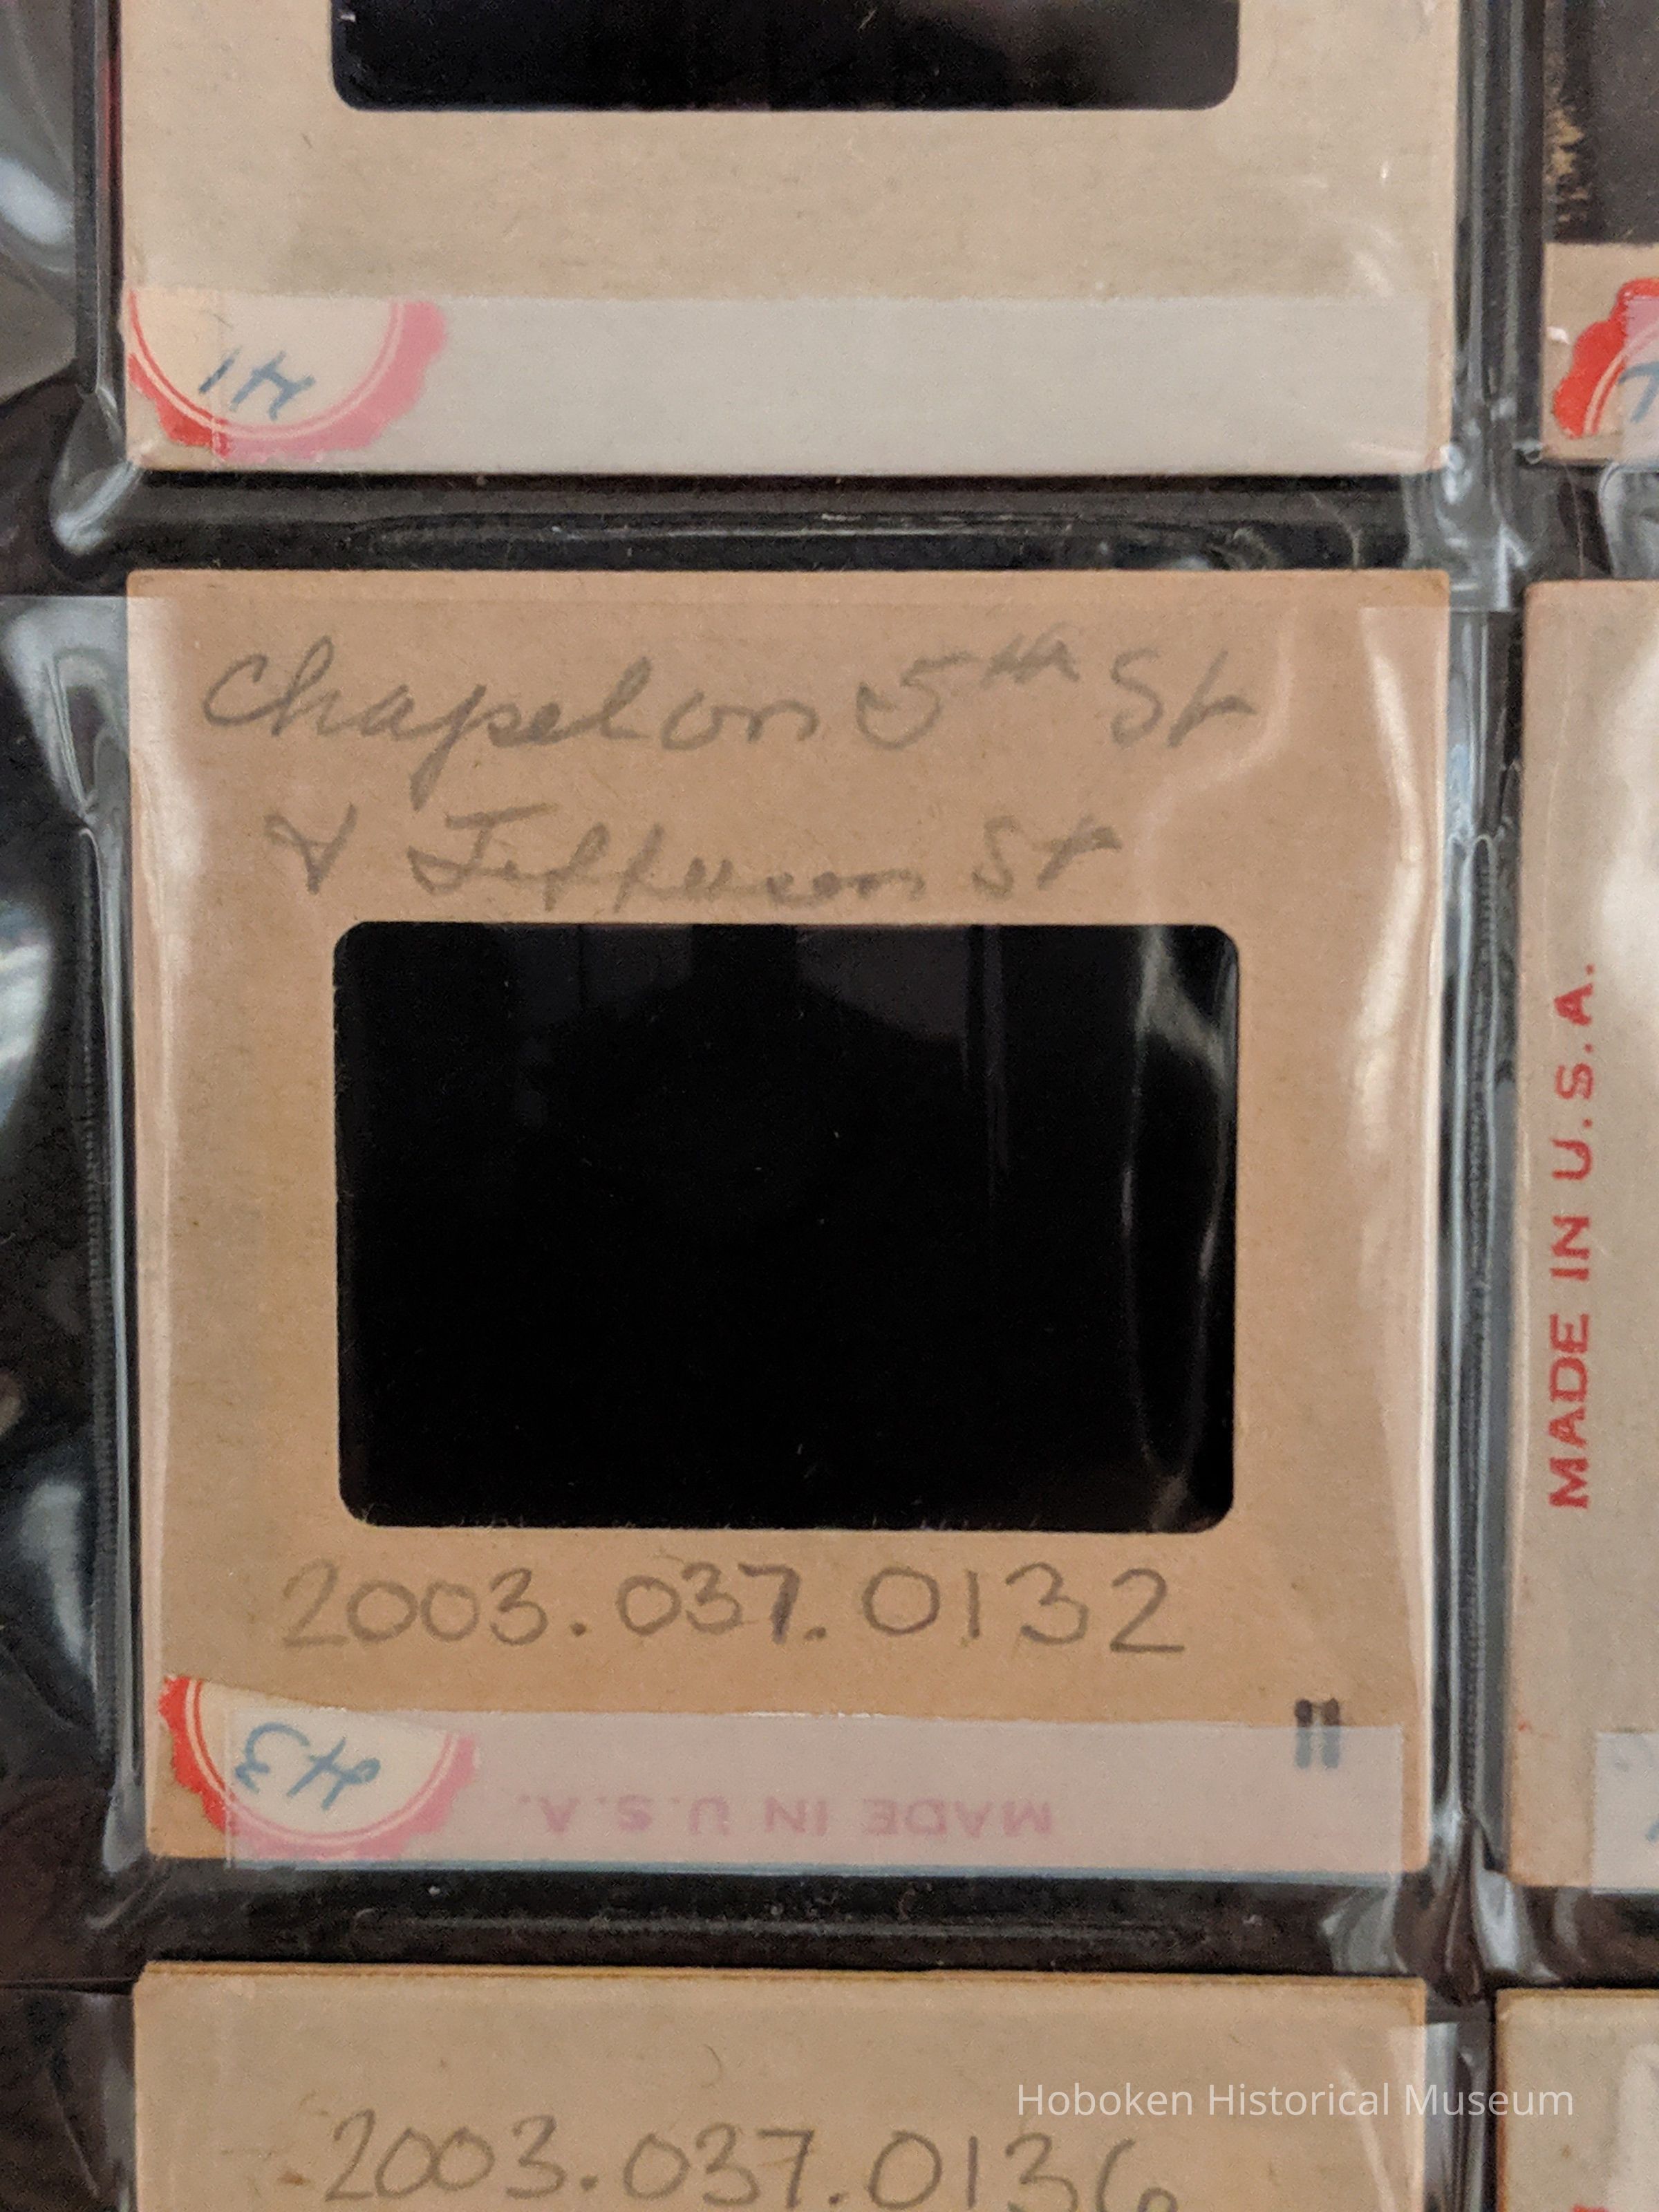 41
Chapel on 5th St
& Jefferson St
MADE IN U.S.A.
2003.037.0132
II
43
MADE IN U.S.A.
Hoboken Historical Museum
2003.037.0136